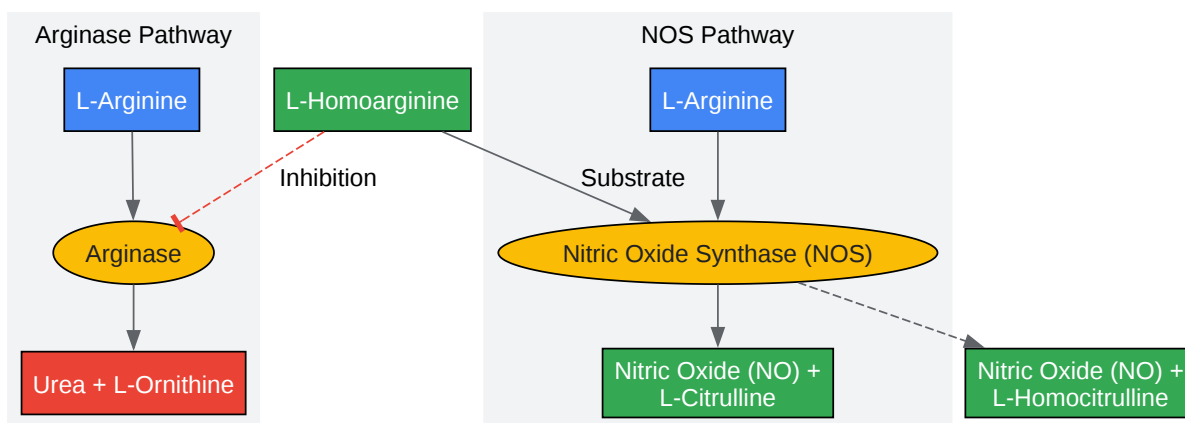 Arginase Pathway
NOS Pathway
L-Arginine
L-Homoarginine
L-Arginine
Inhibition
Substrate
Arginase
Nitric Oxide Synthase (NOS)
Urea + L-Ornithine
Nitric Oxide (NO) +
L-Citrulline
Nitric Oxide (NO) +
L-Homocitrulline